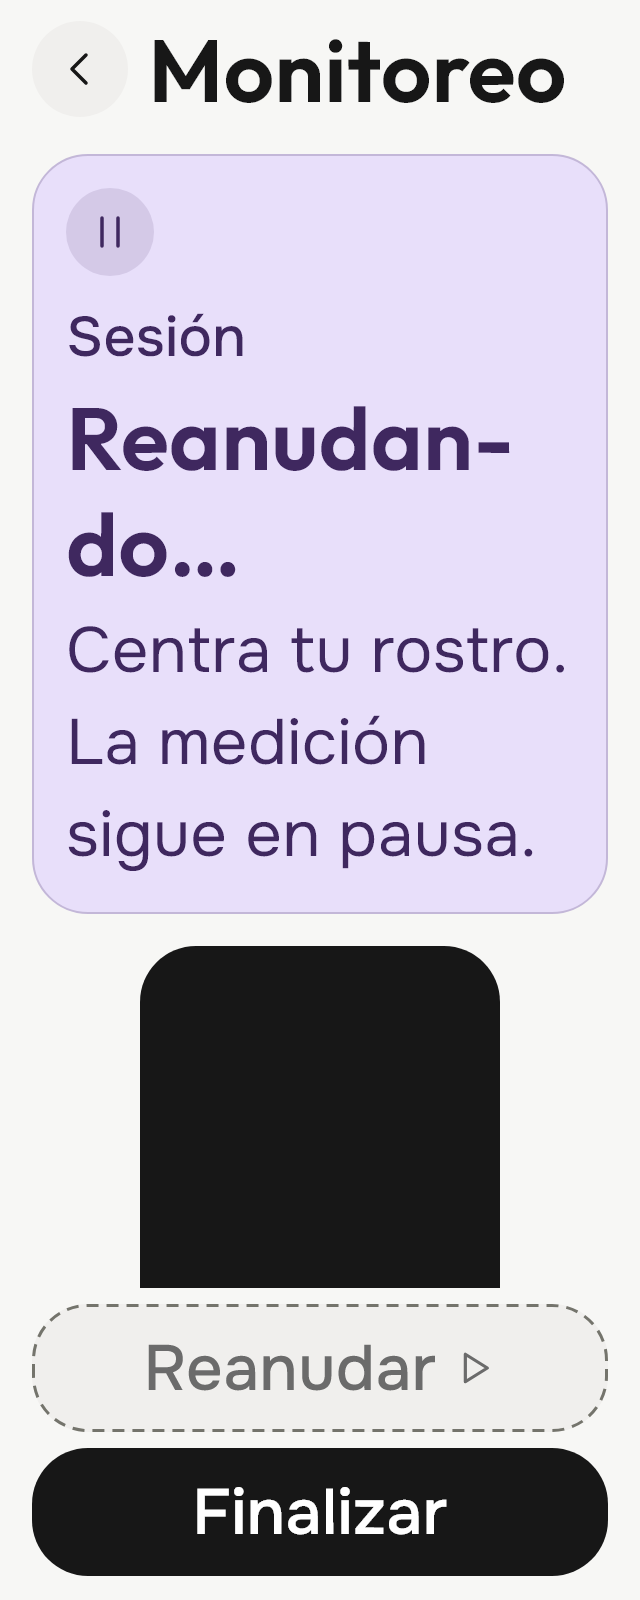 Monitoreo
Sesión
Reanudan-
do...
Centra tu rostro.
La medición
sigue en pausa.
Reanudar
Finalizar